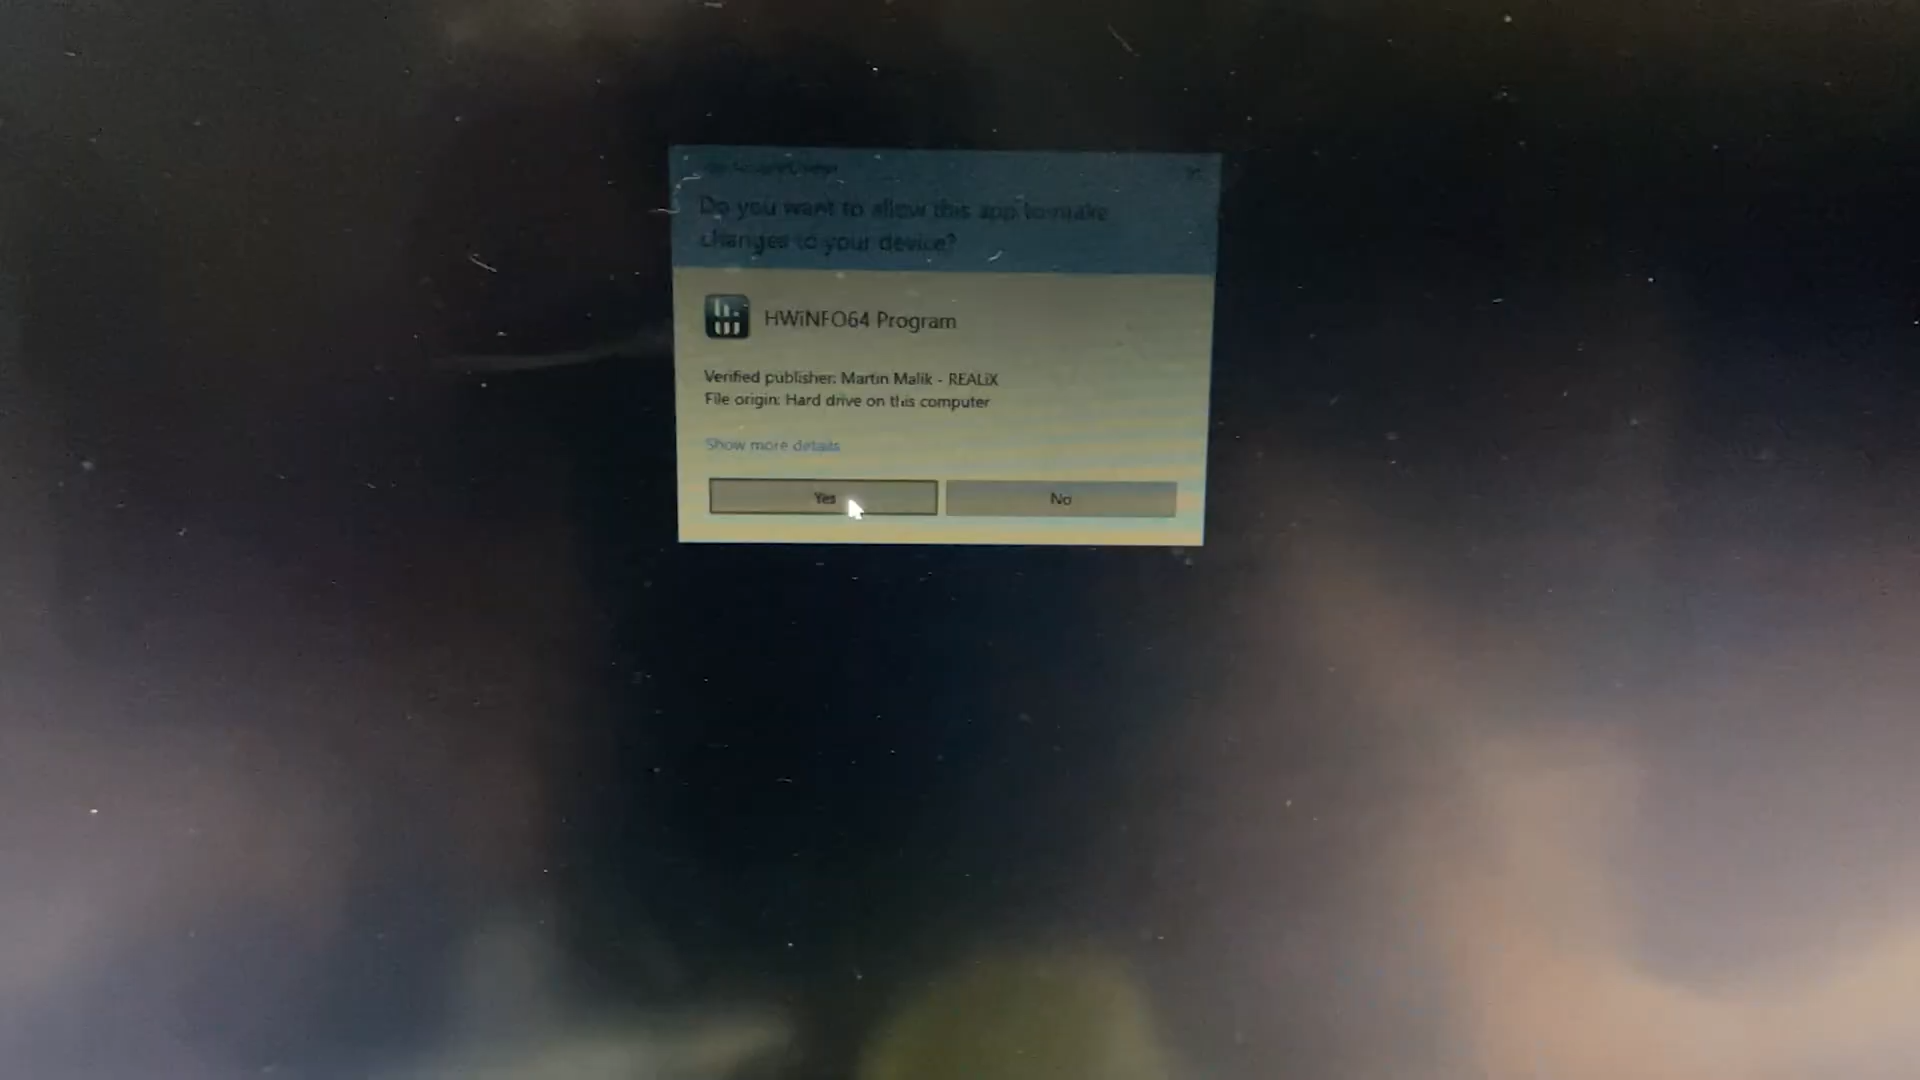 Do you want to allow this app to make
changes to your device?
HWiNFO64 Program
Verified publisher: Martin Malik - REALiX
File origin: Hard drive on this computer
Show more details
Yes
No